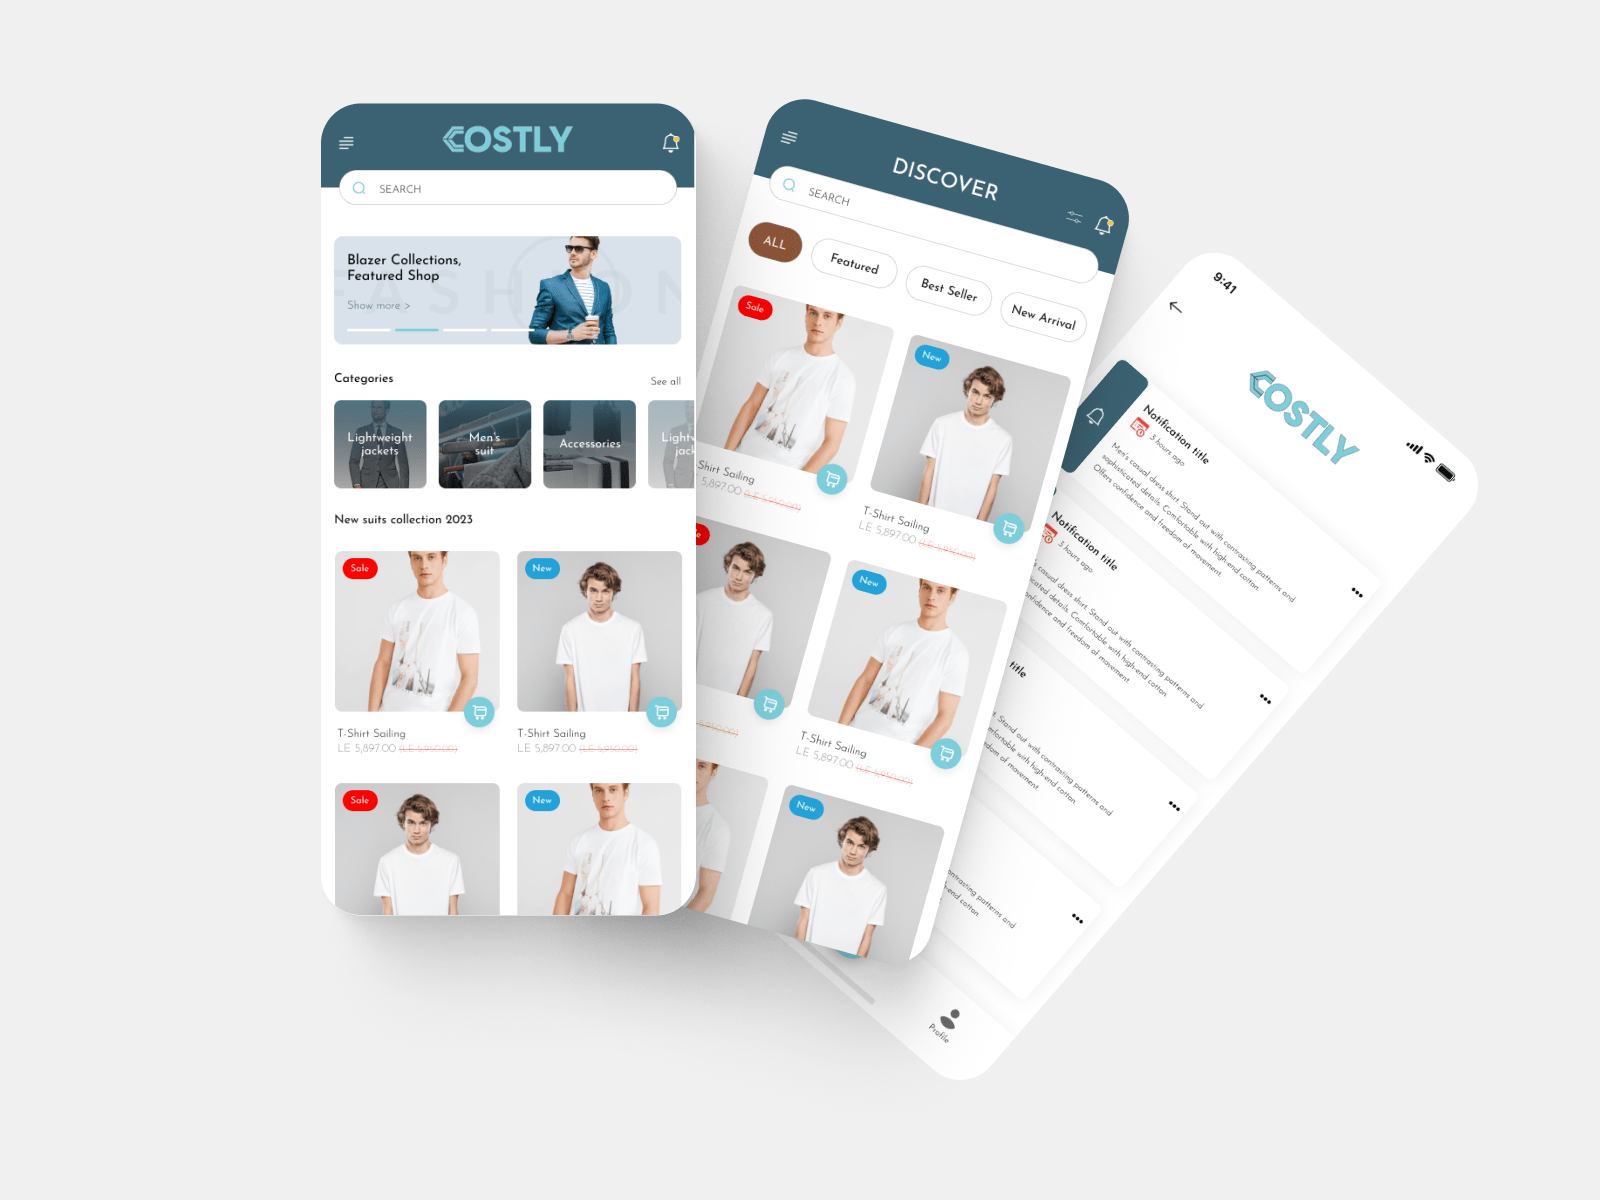 COSTLY
SEARCH
FASHION
Blazer Collections,
Featured Shop
Show more >
Categories
See all
Lightweight
jackets
Men's
suit
Accessories
Lightw
jack
New suits collection 2023
Sale
New
T-Shirt Sailing
LE 5,897.00 (LE 5,950.00)
T-Shirt Sailing
LE 5,897.00 (LE 5,950.00)
Sale
New
DISCOVER
SEARCH
ALL
Featured
Best Seller
New Arrival
Sale
New
Shirt Sailing
5,897.00 (LE 5,950.00)
T-Shirt Sailing
LE 5,897.00 (LE 5,950.00)
New
5,950.00)
T-Shirt Sailing
LE 5,897.00 (LE 5,950.00)
New
9:41
COSTLY
Notification title
3 hours ago
Men's casual dress shirt. Stand out with contrasting patterns and
sophisticated details. Comfortable with high-end cotton.
Offers confidence and freedom of movement.
Notification title
3 hours ago
casual dress shirt. Stand out with contrasting patterns and
icated details. Comfortable with high-end cotton.
nfidence and freedom of movement.
title
. Stand out with contrasting patterns and
mfortable with high-end cotton.
edom of movement.
contrasting patterns and
h-end cotton.
Profile